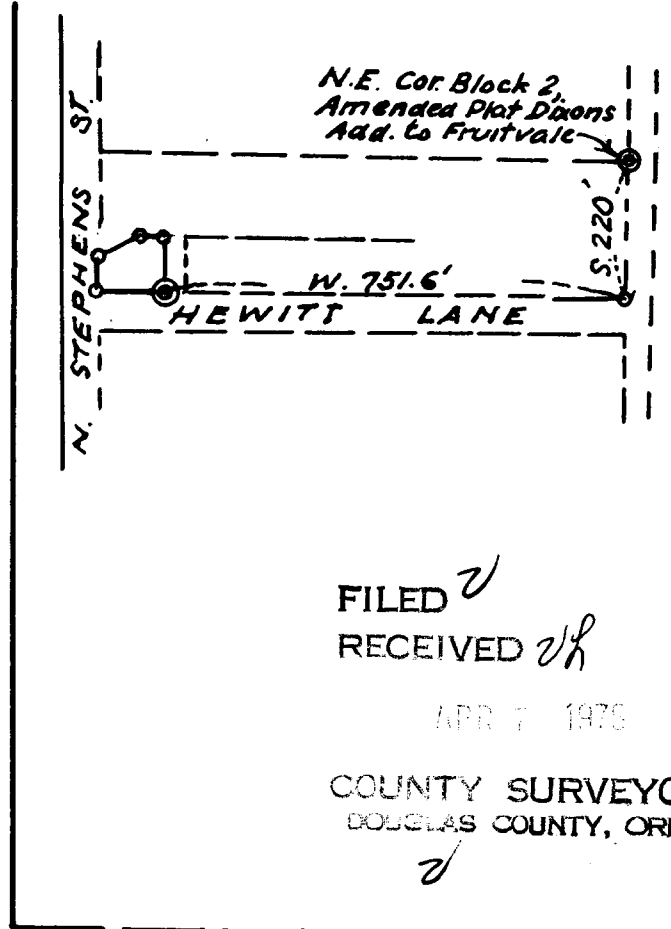 N.E. Cor. Block 2,
Amended Plat Dixons
Add. to Fruitvale
N. STEPHENS ST.
S. 220'
W. 751.6'
HEWITT LANE
FILED
RECEIVED
APR 7 1976
COUNTY SURVEYO
DOUGLAS COUNTY, ORE